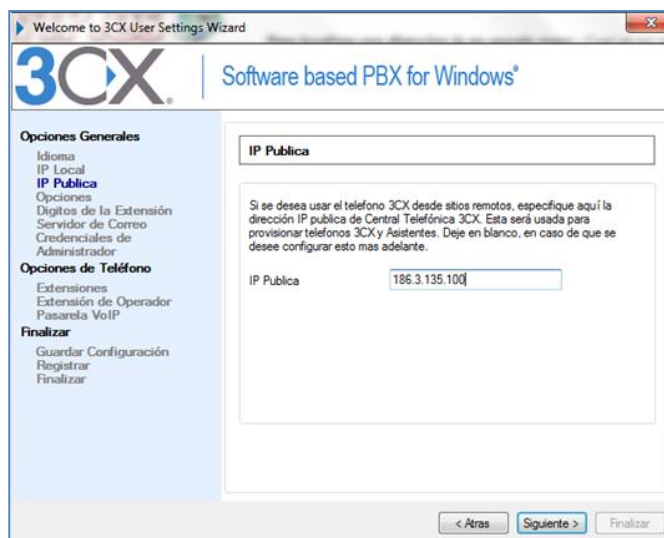 Welcome to 3CX User Settings Wizard
3CX®
Software based PBX for Windows®
Opciones Generales
Idioma
IP Local
IP Publica
Opciones
Digitos de la Extensión
Servidor de Correo
Credenciales de
Administrador
Opciones de Teléfono
Extensiones
Extensión de Operador
Pasarela VoIP
Finalizar
Guardar Configuración
Registrar
Finalizar
IP Publica
Si se desea usar el telefono 3CX desde sitios remotos, especifique aquí la
dirección IP publica de Central Telefónica 3CX. Esta será usada para
provisionar telefonos 3CX y Asistentes. Deje en blanco, en caso de que se
desee configurar esto mas adelante.
IP Publica 186.3.135.100
< Atras Siguiente > Finalizar